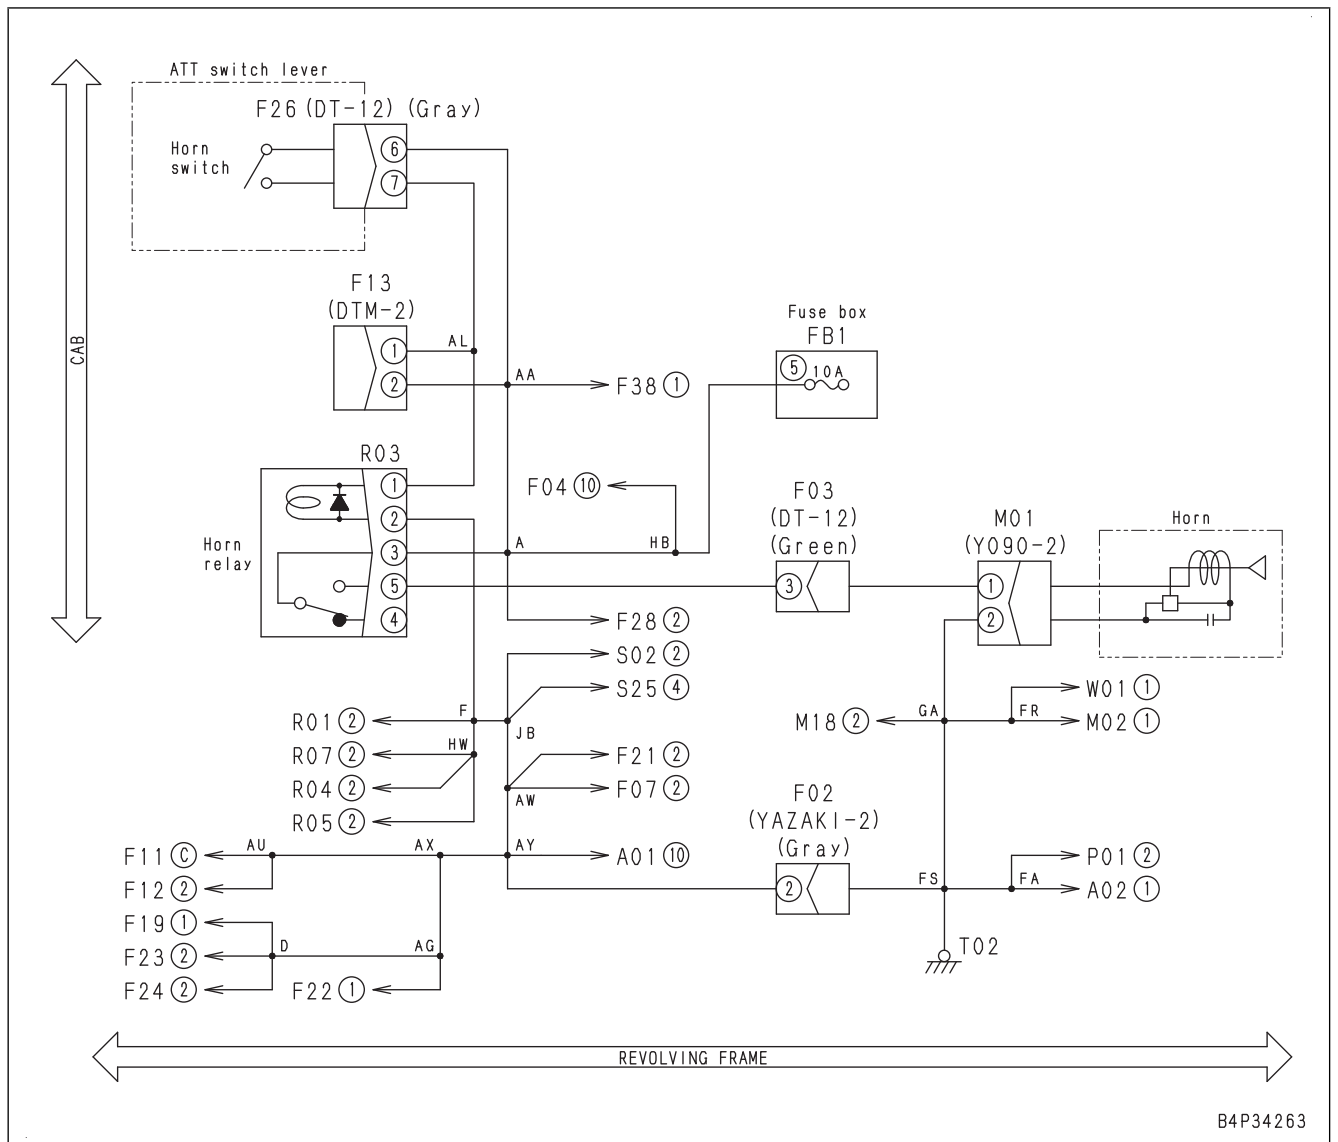 ATT switch lever
F26 (DT-12) (Gray)
Horn
switch
6
7
F13
(DTM-2)
1
AL
2
AA
F38 1
Fuse box
FB1
5
10A
CAB
R03
1
2
3
5
4
Horn
relay
F04 10
A
HB
F03
(DT-12)
(Green)
3
M01
(Y090-2)
1
2
Horn
F28 2
S02 2
S25 4
F
JB
R01 2
HW
R07 2
R04 2
R05 2
F21 2
F07 2
AW
M18 2
GA
FR
W01 1
M02 1
F02
(YAZAKI-2)
(Gray)
2
F11 C
AU
AX
AY
A01 10
F12 2
FS
FA
P01 2
A02 1
F19 1
F23 2
D
AG
F24 2
F22 1
T02
REVOLVING FRAME
B4P34263